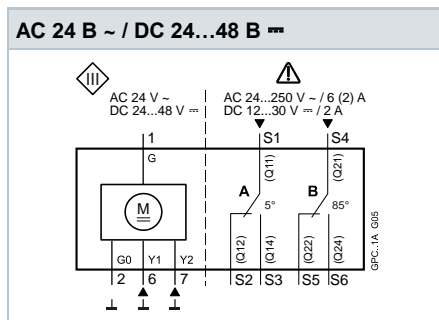 AC 24 В ~ / DC 24…48 В ⎓
III
AC 24 V ~
DC 24...48 V ⎓
AC 24...250 V ~ / 6 (2) A
DC 12...30 V ⎓ / 2 A
1
S1
S4
G
(Q11)
(Q21)
A
5°
B
85°
M
(Q12)
(Q14)
(Q22)
(Q24)
G0
Y1
Y2
2
6
7
S2
S3
S5
S6
GPC..1A G05